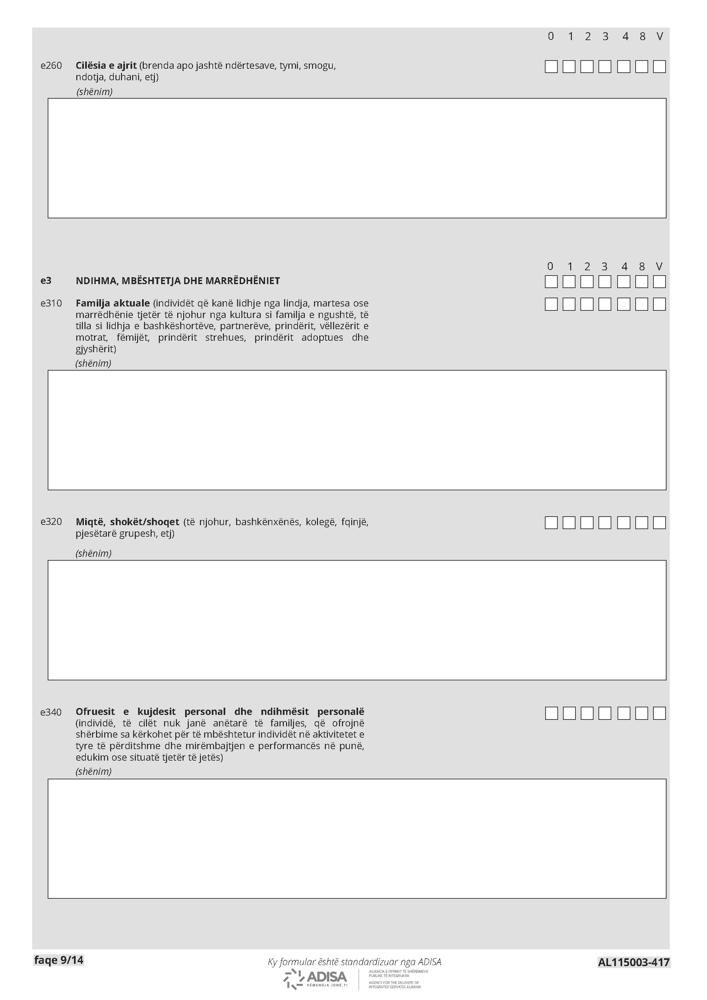 0 1 2 3 4 8 V
e260 Cilësia e ajrit (brenda apo jashtë ndërtesave, tymi, smogu,
ndotja, duhani, etj)
(shënim)
0 1 2 3 4 8 V
e3 NDIHMA, MBËSHTETJA DHE MARRËDHËNIET
e310 Familja aktuale (individët që kanë lidhje nga lindja, martesa ose
marrëdhënie tjetër të njohur nga kultura si familja e ngushtë, të
tilla si lidhja e bashkëshortëve, partnerëve, prindërit, vëllezërit e
motrat, fëmijët, prindërit strehues, prindërit adoptues dhe
gjyshërit)
(shënim)
e320 Miqtë, shokët/shoqet (të njohur, bashkënxënës, kolegë, fqinjë,
pjesëtarë grupesh, etj)
(shënim)
e340 Ofruesit e kujdesit personal dhe ndihmësit personalë
(individë, të cilët nuk janë anëtarë të familjes, që ofrojnë
shërbime sa kërkohet për të mbështetur individët në aktivitetet e
tyre të përditshme dhe mirëmbajtjen e performancës në punë,
edukim ose situatë tjetër të jetës)
(shënim)
faqe 9/14
Ky formular është standardizuar nga ADISA
AL115003-417
ADISA
VËMENDJA JONË,TI
AGJENCIA E OFRIMIT TË SHËRBIMEVE
PUBLIKE TË INTEGRUARA
AGENCY FOR THE DELIVERY OF
INTEGRATED SERVICES ALBANIA